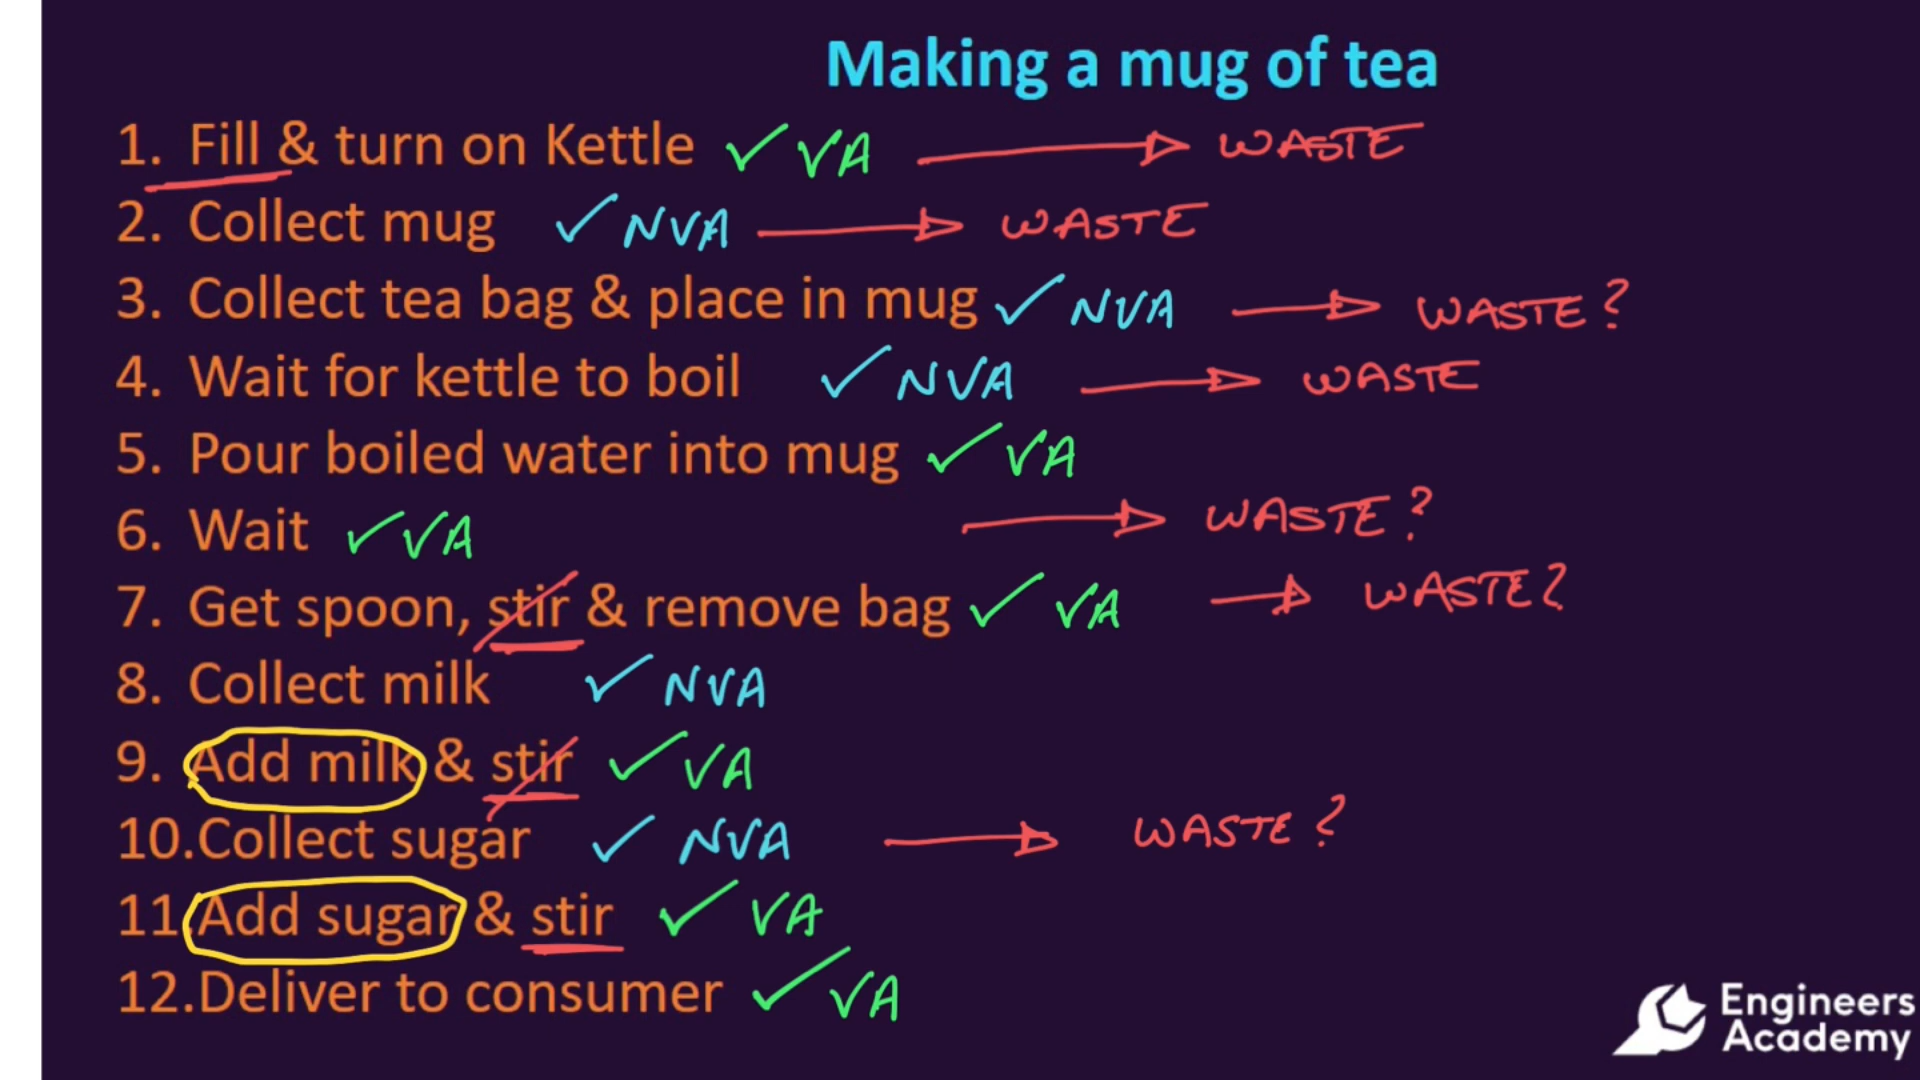 Making a mug of tea
1. Fill & turn on Kettle ✓ VA → WASTE
2. Collect mug ✓ NVA → WASTE
3. Collect tea bag & place in mug ✓ NVA → WASTE?
4. Wait for kettle to boil ✓ NVA → WASTE
5. Pour boiled water into mug ✓ VA
6. Wait ✓ VA → WASTE?
7. Get spoon, stir & remove bag ✓ VA → WASTE?
8. Collect milk ✓ NVA
9. Add milk & stir ✓ VA
10.Collect sugar ✓ NVA → WASTE?
11.Add sugar & stir ✓ VA
12.Deliver to consumer ✓ VA
Engineers
Academy